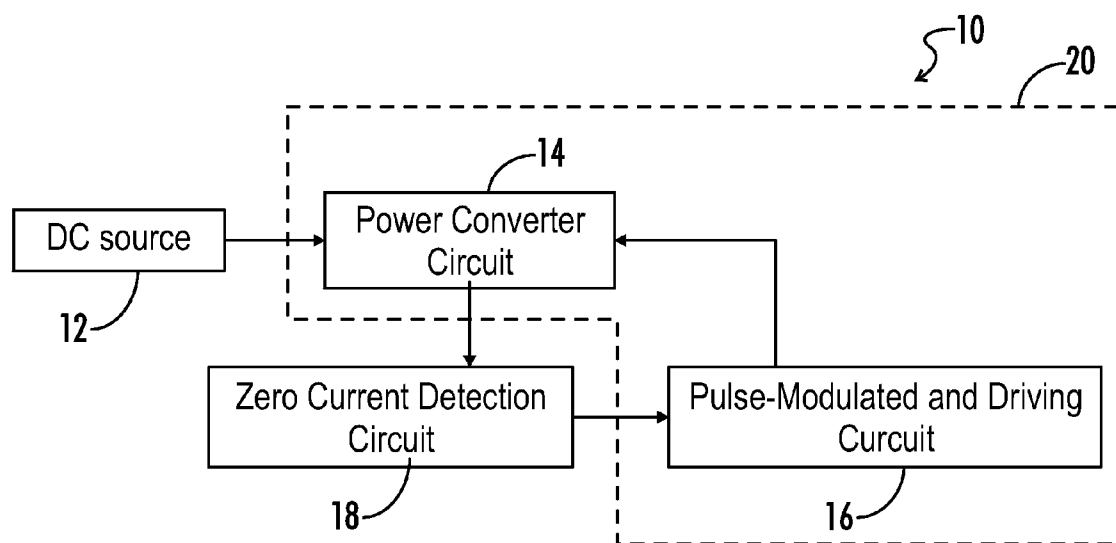 10
20
14
Power Converter
Circuit
DC source
12
Zero Current Detection
Circuit
Pulse-Modulated and Driving
Curcuit
18
16